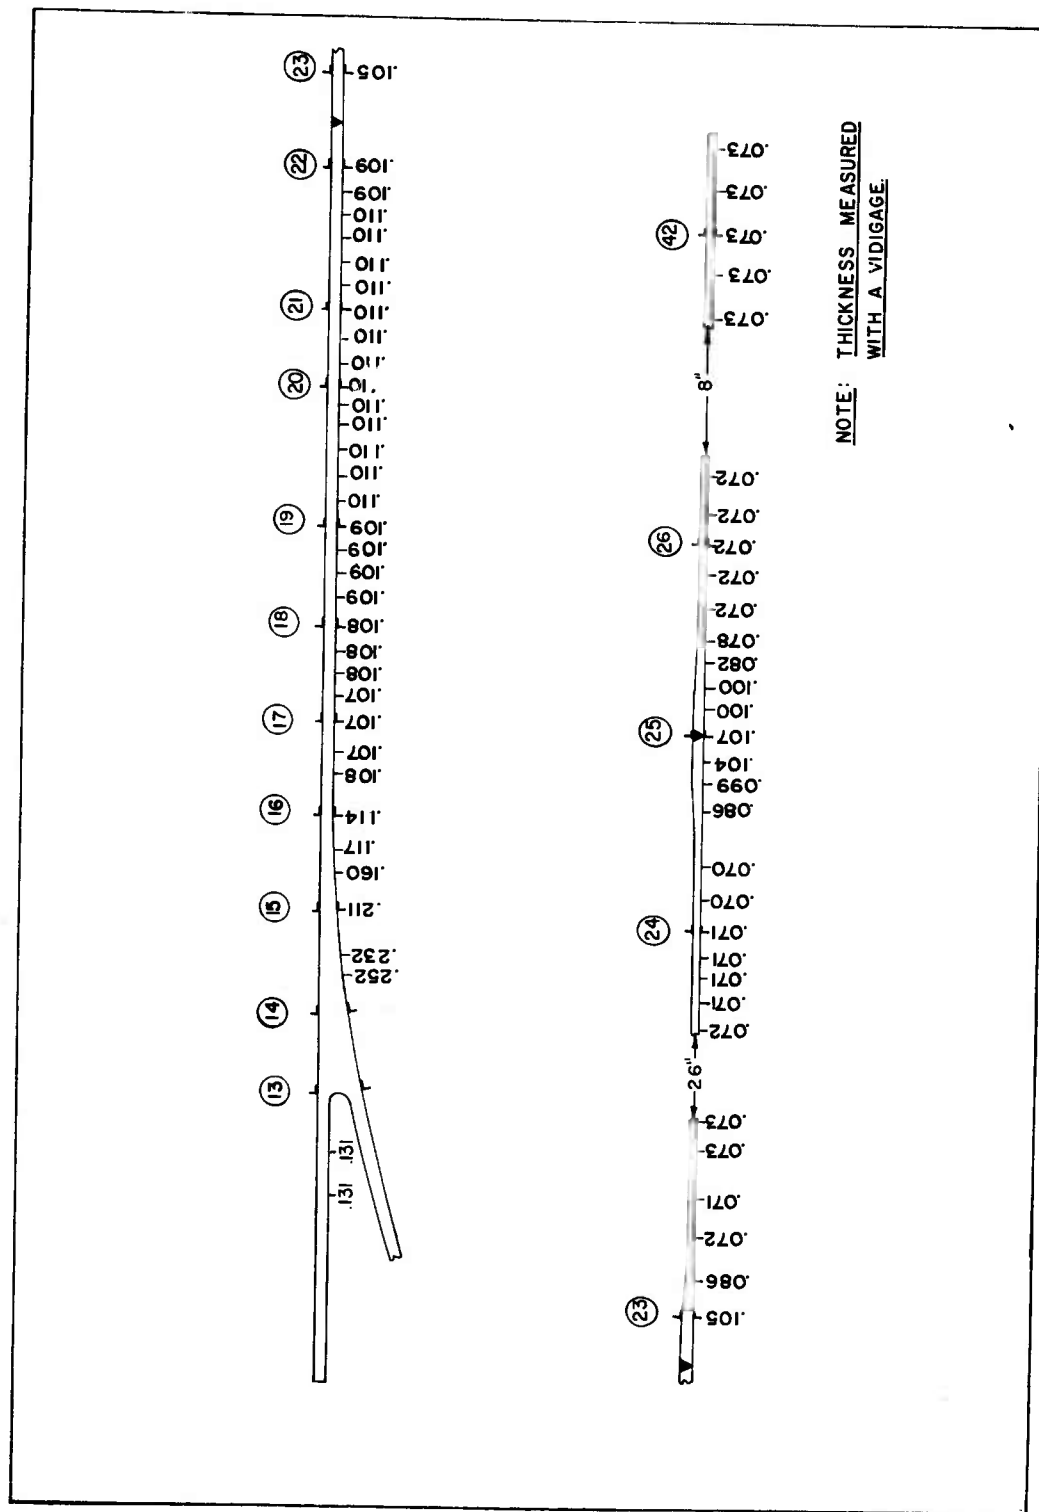 13 14 15 16 17 18 19 20 21 22 23
.131 .131 .252 .232 .211 .160 .117 .114 .108 .107 .107 .107 .108 .108 .108 .109 .109 .109 .109 .110 .110 .110 .110 .110 .110 .110 .110 .110 .110 .110 .109 .109 .105
23 24 25 26 42
26" 8"
.105 .086 .072 .071 .073 .073 .072 .071 .071 .071 .071 .070 .070 .086 .099 .104 .107 .100 .100 .082 .078 .072 .072 .072 .072 .072 .073 .073 .073 .073 .073
NOTE: THICKNESS MEASURED
WITH A VIDIGAGE.